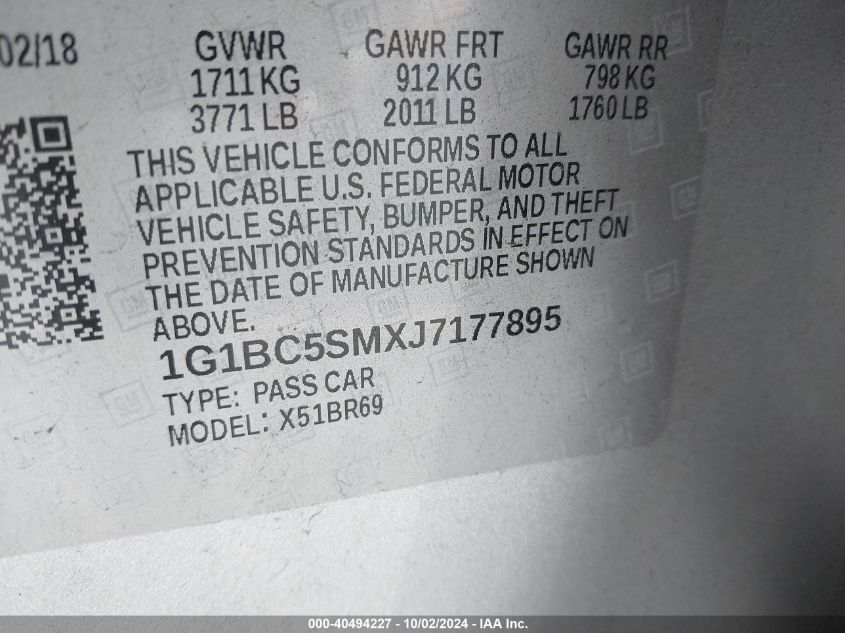 02/18 GVWR GAWR FRT GAWR RR
1711 KG 912 KG 798 KG
3771 LB 2011 LB 1760 LB
THIS VEHICLE CONFORMS TO ALL
APPLICABLE U.S. FEDERAL MOTOR
VEHICLE SAFETY, BUMPER, AND THEFT
PREVENTION STANDARDS IN EFFECT ON
THE DATE OF MANUFACTURE SHOWN
ABOVE.
1G1BC5SMXJ7177895
TYPE: PASS CAR
MODEL: X51BR69
000-40494227 - 10/02/2024 - IAA Inc.